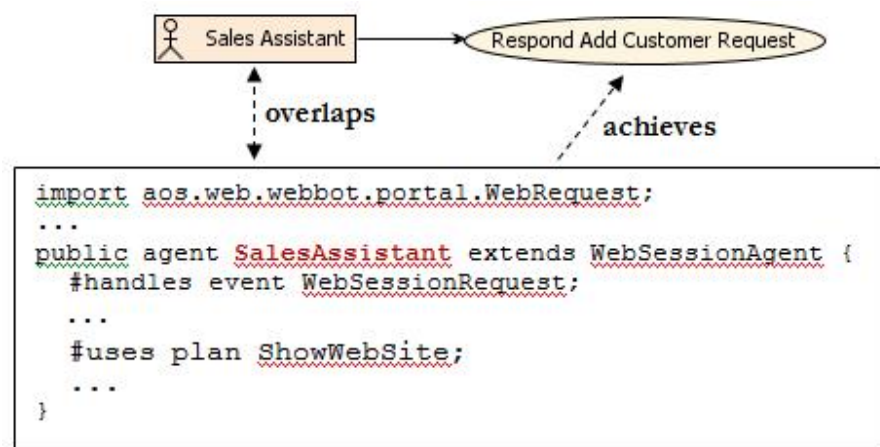 Sales Assistant
Respond Add Customer Request
overlaps
achieves
import aos.web.webbot.portal.WebRequest;
...
public agent SalesAssistant extends WebSessionAgent {
#handles event WebSessionRequest;
...
#uses plan ShowWebSite;
...
}